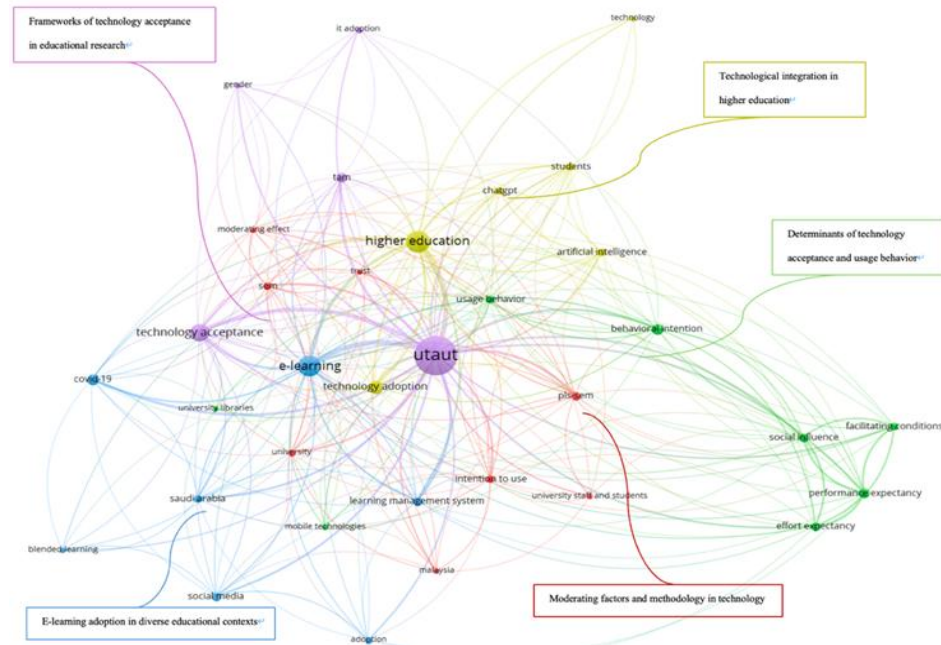 Frameworks of technology acceptance
in educational research
it adoption
technology
gender
Technological integration in
higher education
students
tam
chatgpt
moderating effect
higher education
Determinants of technology
acceptance and usage behavior
artificial intelligence
trust
sem
usage behavior
technology acceptance
behavioral intention
utaut
e-learning
covid-19
technology adoption
pls-sem
university libraries
facilitating conditions
social influence
university
intention to use
performance expectancy
saudi arabia
learning management system
university staff and students
mobile technologies
effort expectancy
blended learning
malaysia
social media
Moderating factors and methodology in technology
E-learning adoption in diverse educational contexts
adoption